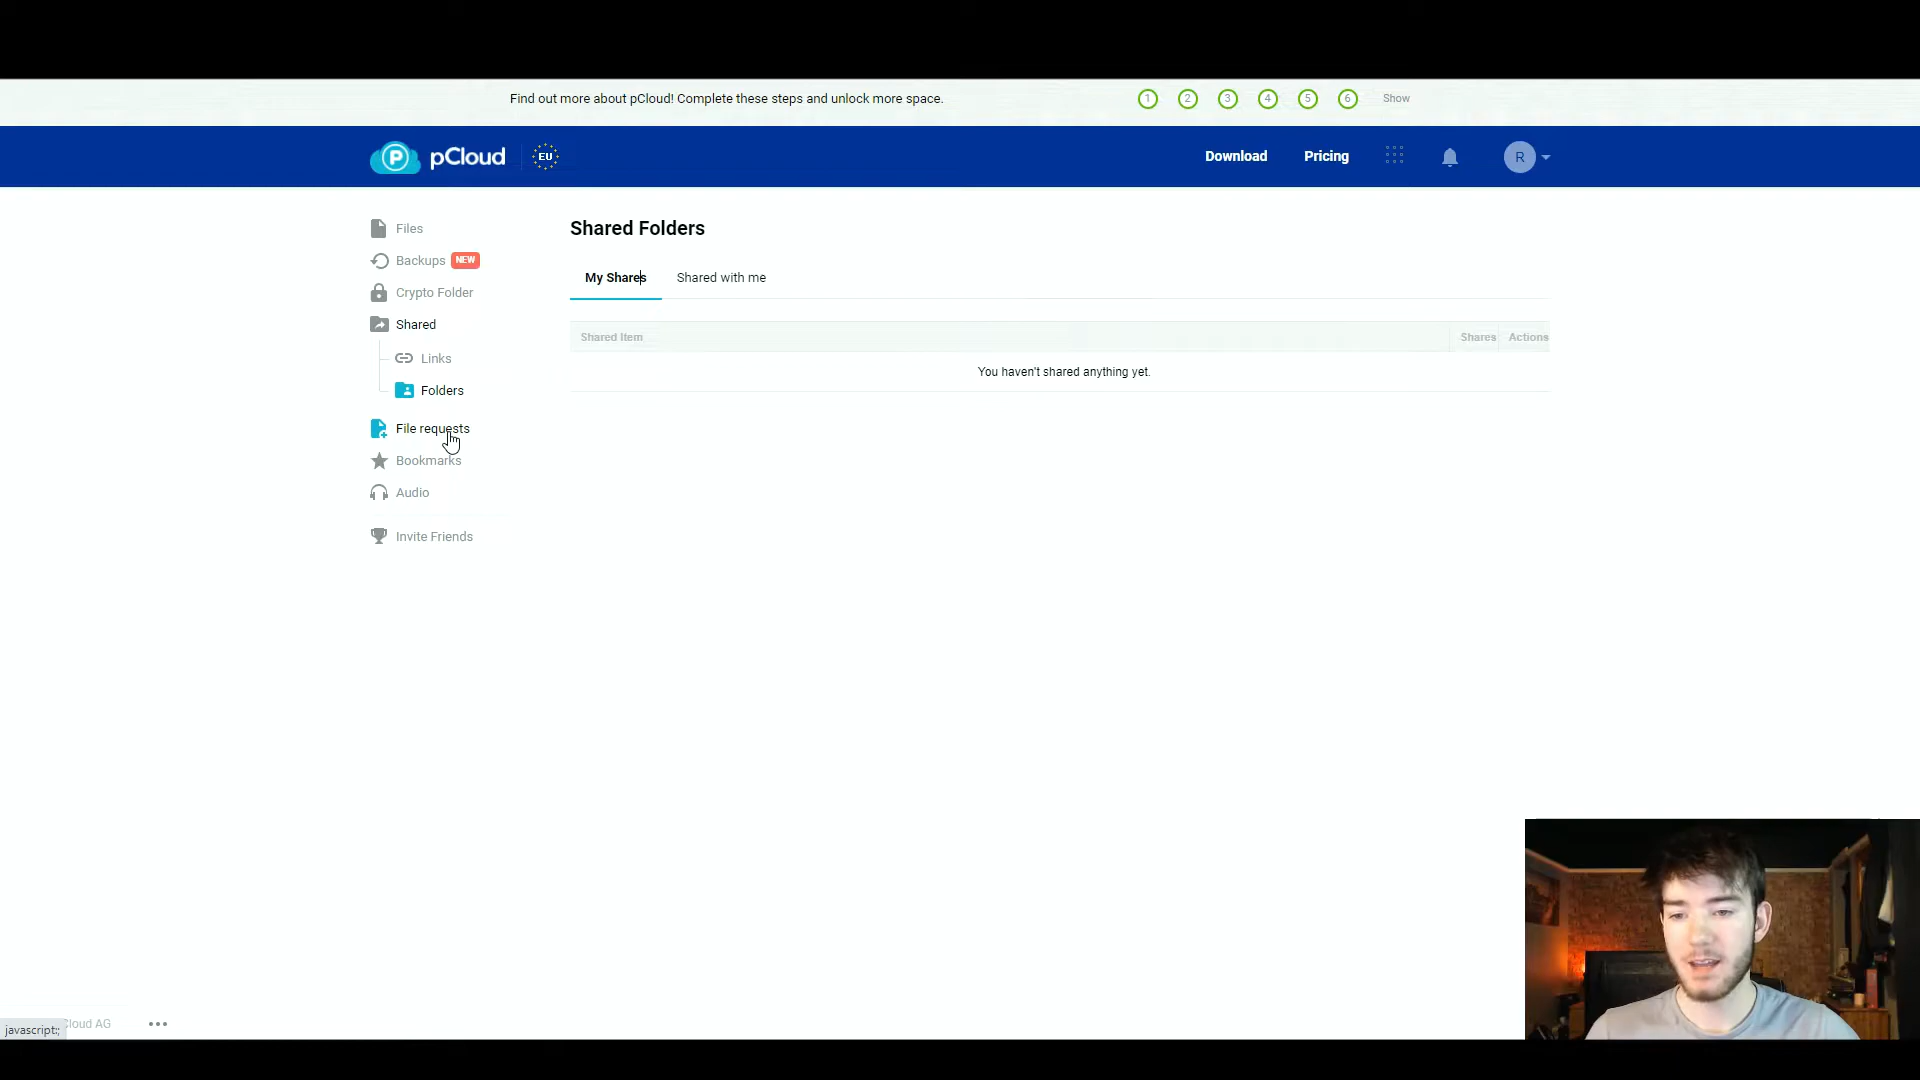 Find out more about pCloud! Complete these steps and unlock more space.
1 2 3 4 5 6 Show
P pCloud EU
Download Pricing R
Files
Backups NEW
Crypto Folder
Shared
Links
Folders
File requests
Bookmarks
Audio
Invite Friends
Shared Folders
My Shares Shared with me
Shared Item Shares Actions
You haven't shared anything yet.
javascript:; Cloud AG